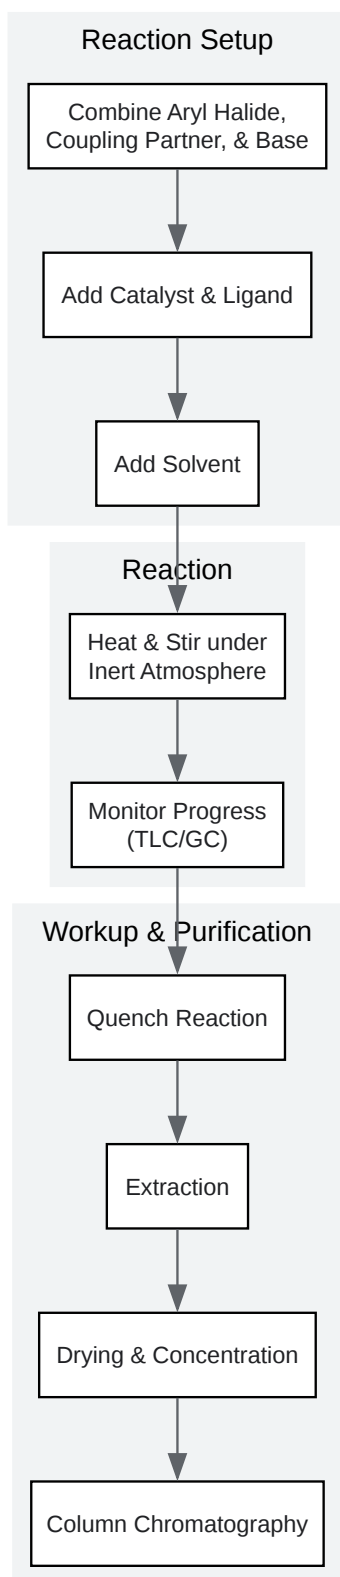 Reaction Setup
Combine Aryl Halide,
Coupling Partner, & Base
Add Catalyst & Ligand
Add Solvent
Reaction
Heat & Stir under
Inert Atmosphere
Monitor Progress
(TLC/GC)
Workup & Purification
Quench Reaction
Extraction
Drying & Concentration
Column Chromatography